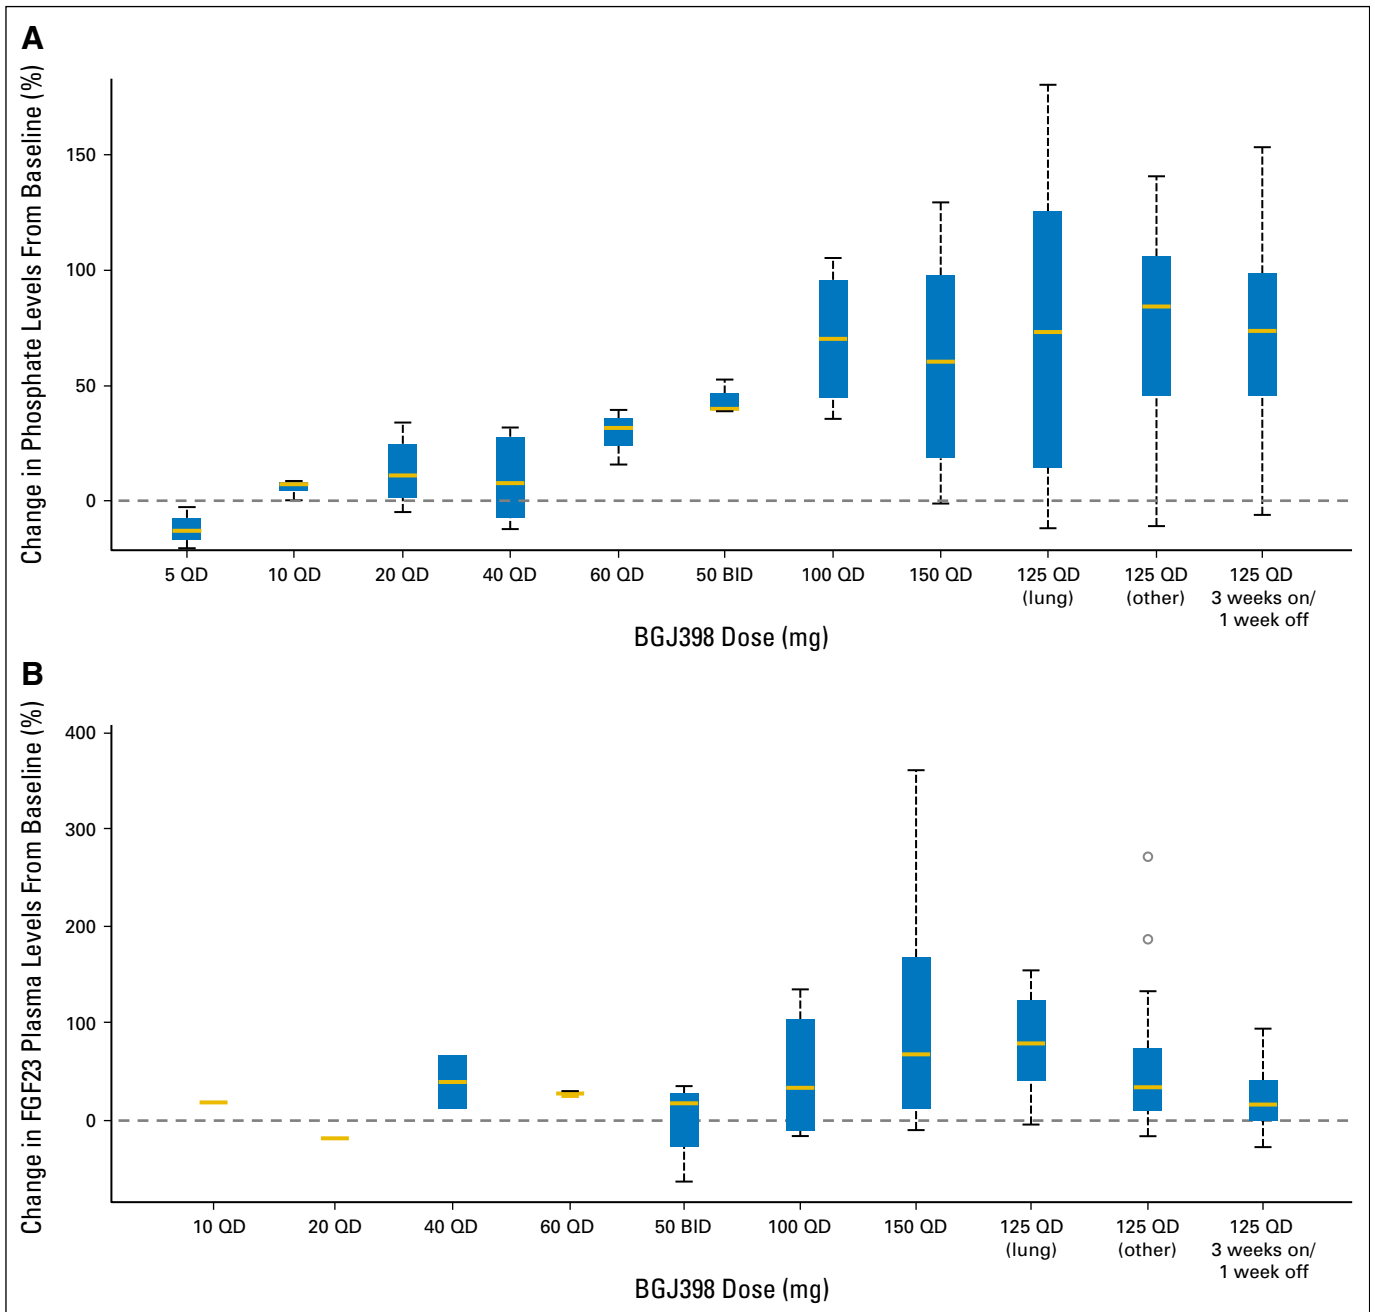 A
Change in Phosphate Levels From Baseline (%)
150
100
50
0
5 QD
10 QD
20 QD
40 QD
60 QD
50 BID
100 QD
150 QD
125 QD
(lung)
125 QD
(other)
125 QD
3 weeks on/
1 week off
BGJ398 Dose (mg)
B
Change in FGF23 Plasma Levels From Baseline (%)
400
300
200
100
0
10 QD
20 QD
40 QD
60 QD
50 BID
100 QD
150 QD
125 QD
(lung)
125 QD
(other)
125 QD
3 weeks on/
1 week off
BGJ398 Dose (mg)